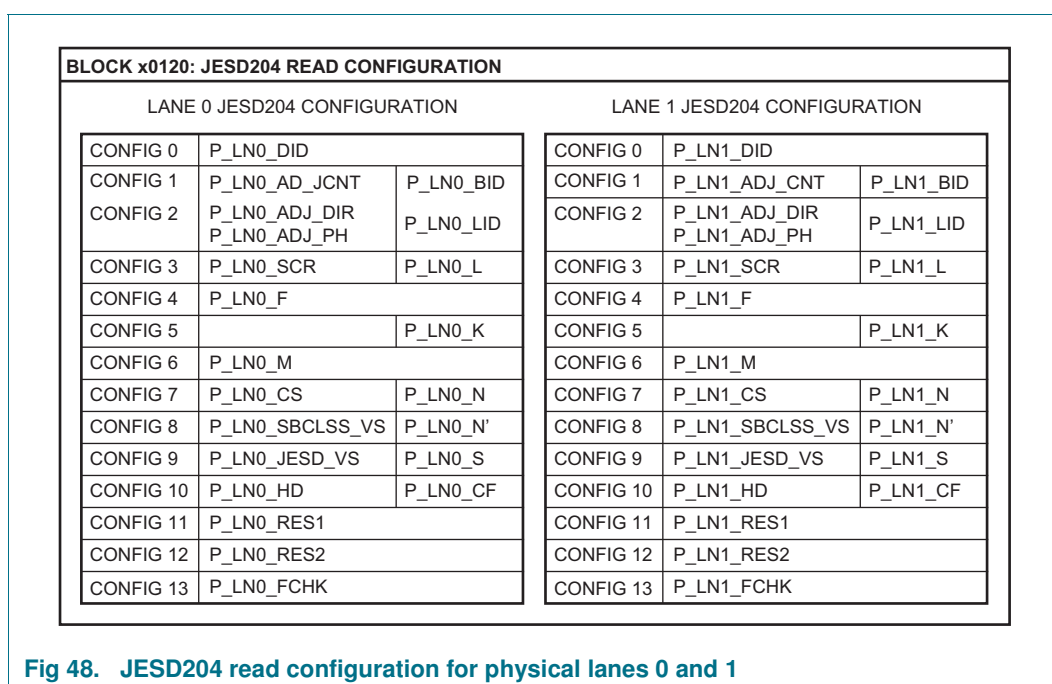 BLOCK x0120: JESD204 READ CONFIGURATION
LANE 0 JESD204 CONFIGURATION
CONFIG 0 P_LN0_DID
CONFIG 1 P_LN0_AD_JCNT P_LN0_BID
CONFIG 2 P_LN0_ADJ_DIR P_LN0_LID
P_LN0_ADJ_PH
CONFIG 3 P_LN0_SCR P_LN0_L
CONFIG 4 P_LN0_F
CONFIG 5 P_LN0_K
CONFIG 6 P_LN0_M
CONFIG 7 P_LN0_CS P_LN0_N
CONFIG 8 P_LN0_SBCLSS_VS P_LN0_N’
CONFIG 9 P_LN0_JESD_VS P_LN0_S
CONFIG 10 P_LN0_HD P_LN0_CF
CONFIG 11 P_LN0_RES1
CONFIG 12 P_LN0_RES2
CONFIG 13 P_LN0_FCHK
LANE 1 JESD204 CONFIGURATION
CONFIG 0 P_LN1_DID
CONFIG 1 P_LN1_ADJ_CNT P_LN1_BID
CONFIG 2 P_LN1_ADJ_DIR P_LN1_LID
P_LN1_ADJ_PH
CONFIG 3 P_LN1_SCR P_LN1_L
CONFIG 4 P_LN1_F
CONFIG 5 P_LN1_K
CONFIG 6 P_LN1_M
CONFIG 7 P_LN1_CS P_LN1_N
CONFIG 8 P_LN1_SBCLSS_VS P_LN1_N’
CONFIG 9 P_LN1_JESD_VS P_LN1_S
CONFIG 10 P_LN1_HD P_LN1_CF
CONFIG 11 P_LN1_RES1
CONFIG 12 P_LN1_RES2
CONFIG 13 P_LN1_FCHK
Fig 48. JESD204 read configuration for physical lanes 0 and 1